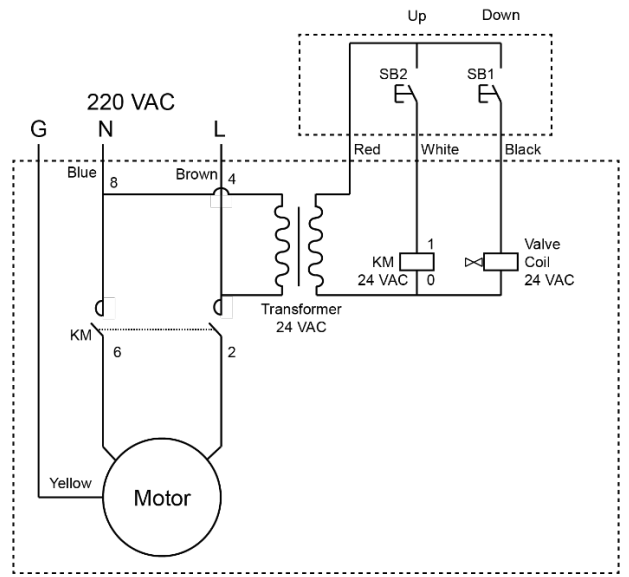 Up
Down
SB2
SB1
220 VAC
G
N
L
Red
White
Black
Blue
8
Brown
4
KM
24 VAC
1
0
Valve
Coil
24 VAC
Transformer
24 VAC
KM
6
2
Yellow
Motor